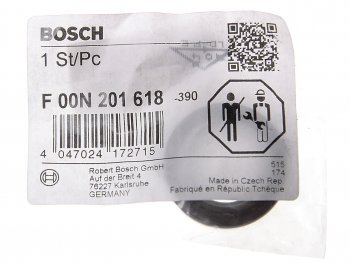 BOSCH
1 St/Pc
F 00N 201 618 -390
4 047024 172715
Robert Bosch GmbH
Auf der Breit 4
76227 Karlsruhe
GERMANY
515
174
Made in Czech Rep
Fabriqué en République Tchèque